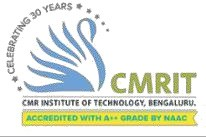 CELEBRATING 30 YEARS
CMRIT
CMR INSTITUTE OF TECHNOLOGY, BENGALURU.
ACCREDITED WITH A++ GRADE BY NAAC